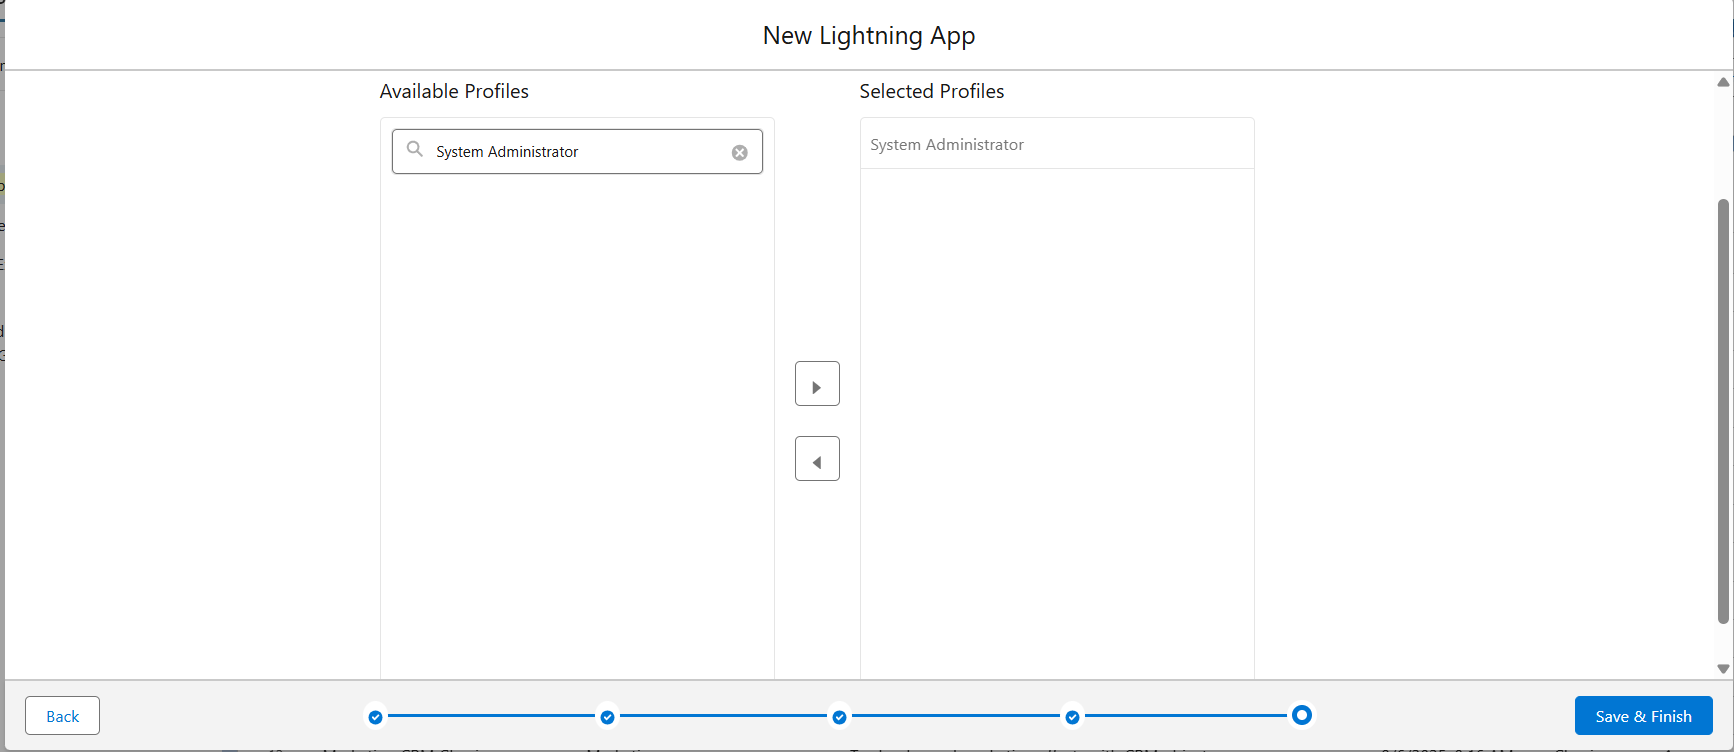 New Lightning App
Available Profiles
Selected Profiles
System Administrator
System Administrator
Back
Save & Finish